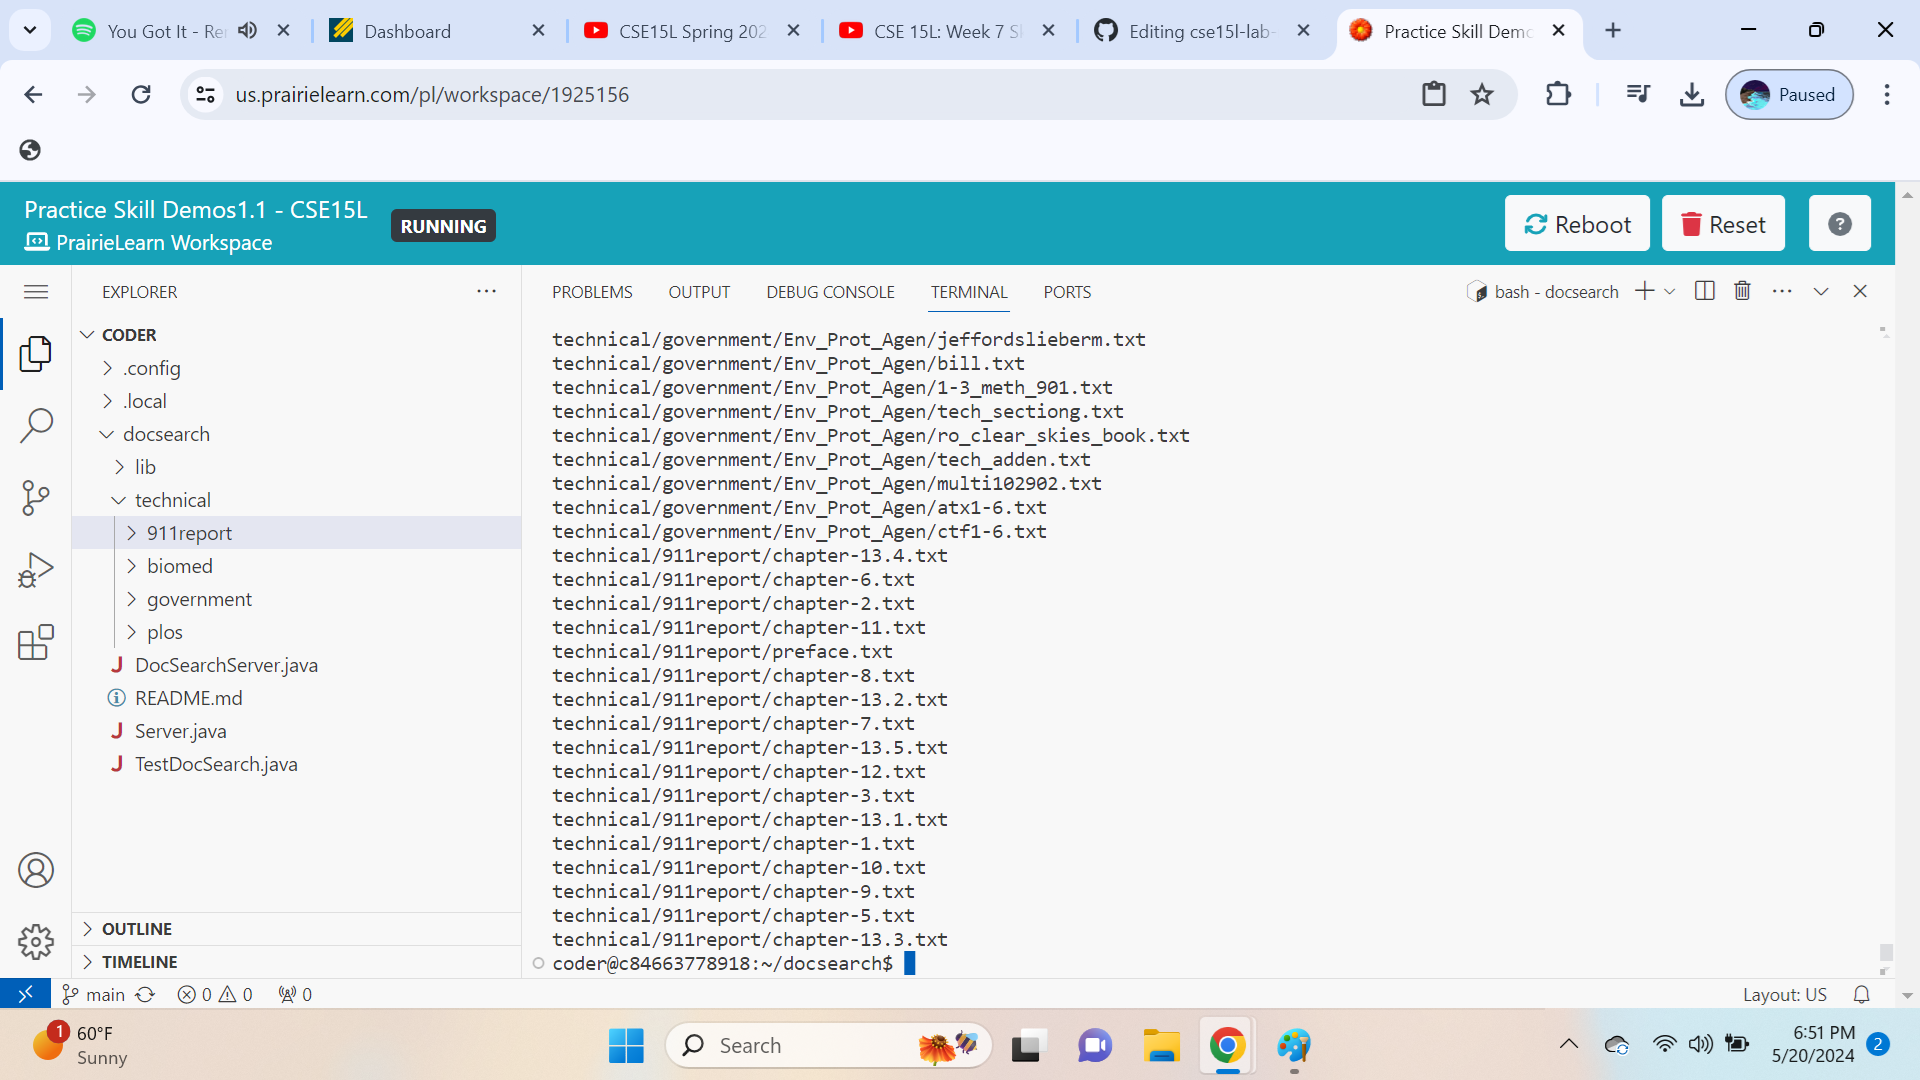 You Got It - Rer
Dashboard
CSE15L Spring 202
CSE 15L: Week 7 S
Editing cse15l-lab-
Practice Skill Demo
us.prairielearn.com/pl/workspace/1925156
Paused
Practice Skill Demos1.1 - CSE15L
PrairieLearn Workspace
RUNNING
Reboot
Reset
EXPLORER
CODER
.config
.local
docsearch
lib
technical
911report
biomed
government
plos
DocSearchServer.java
README.md
Server.java
TestDocSearch.java
OUTLINE
TIMELINE
PROBLEMS
OUTPUT
DEBUG CONSOLE
TERMINAL
PORTS
bash - docsearch
technical/government/Env_Prot_Agen/jeffordslieberm.txt
technical/government/Env_Prot_Agen/bill.txt
technical/government/Env_Prot_Agen/1-3_meth_901.txt
technical/government/Env_Prot_Agen/tech_sectiong.txt
technical/government/Env_Prot_Agen/ro_clear_skies_book.txt
technical/government/Env_Prot_Agen/tech_adden.txt
technical/government/Env_Prot_Agen/multi102902.txt
technical/government/Env_Prot_Agen/atx1-6.txt
technical/government/Env_Prot_Agen/ctf1-6.txt
technical/911report/chapter-13.4.txt
technical/911report/chapter-6.txt
technical/911report/chapter-2.txt
technical/911report/chapter-11.txt
technical/911report/preface.txt
technical/911report/chapter-8.txt
technical/911report/chapter-13.2.txt
technical/911report/chapter-7.txt
technical/911report/chapter-13.5.txt
technical/911report/chapter-12.txt
technical/911report/chapter-3.txt
technical/911report/chapter-13.1.txt
technical/911report/chapter-1.txt
technical/911report/chapter-10.txt
technical/911report/chapter-9.txt
technical/911report/chapter-5.txt
technical/911report/chapter-13.3.txt
coder@c84663778918:~/docsearch$
main
0
0
0
Layout: US
1
60°F
Sunny
Search
6:51 PM
5/20/2024
2